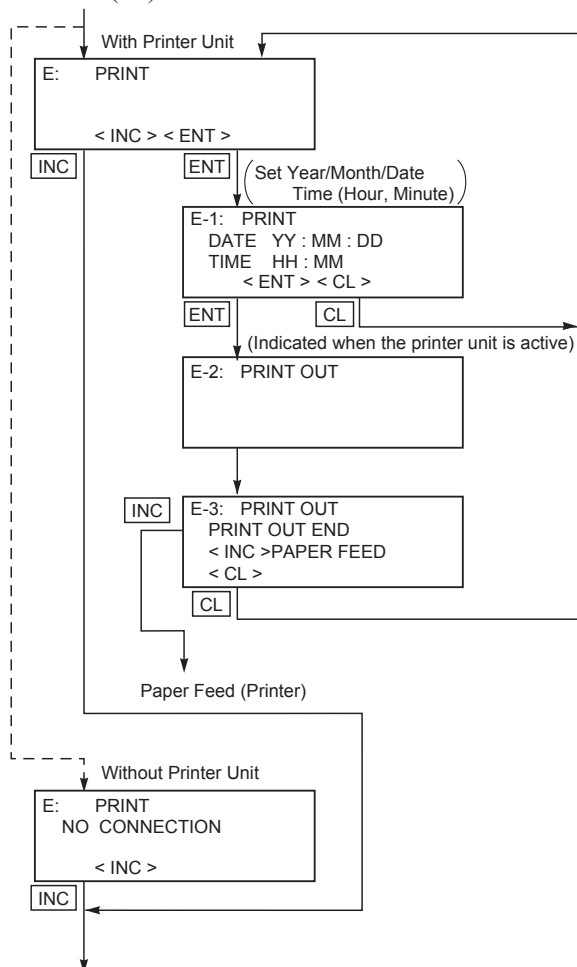 With Printer Unit
E: PRINT
< INC > < ENT >
INC
ENT
(Set Year/Month/Date
Time (Hour, Minute))
E-1: PRINT
DATE YY : MM : DD
TIME HH : MM
< ENT > < CL >
ENT
CL
(Indicated when the printer unit is active)
E-2: PRINT OUT
INC
E-3: PRINT OUT
PRINT OUT END
< INC >PAPER FEED
< CL >
CL
Paper Feed (Printer)
Without Printer Unit
E: PRINT
NO CONNECTION
< INC >
INC